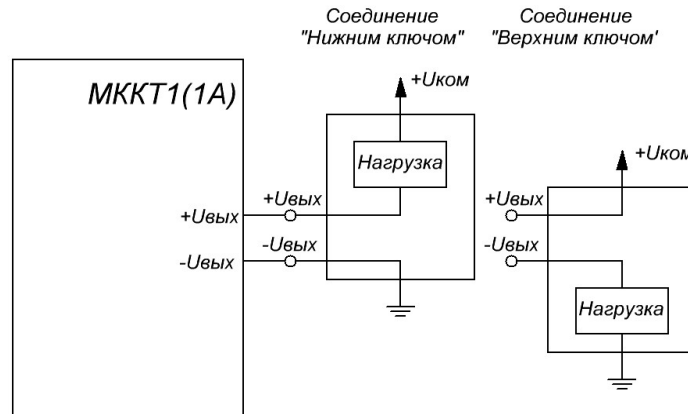 Соединение
"Нижним ключом"
Соединение
"Верхним ключом'
МККТ1(1А)
+Uком
Нагрузка
+Uком
+Uвых
+Uвых
+Uвых
-Uвых
-Uвых
-Uвых
Нагрузка